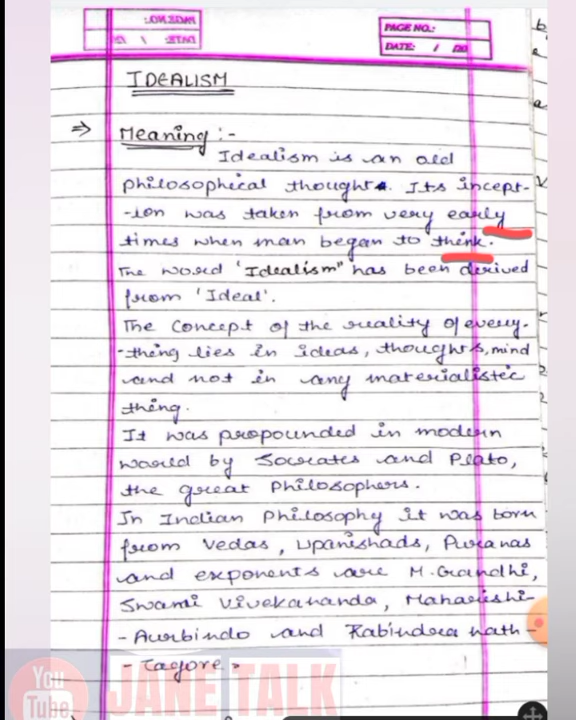 PAGE NO.:
DATE: / /20
IDEALISM
⇒ Meaning :-
Idealism is an old
philosophical thought. Its incept-
-ion was taken from very early
times when man began to think.
The word 'Idealism" has been derived
from 'Ideal'.
The Concept of the reality of every-
-thing lies in ideas, thoughts, mind
and not in any materialistic
thing.
It was propounded in modern
world by Socrates and Plato,
the great Philosophers.
In Indian Philosophy it was born
from Vedas, Upanishads, Puranas
and exponents are M. Gandhi,
Swami Vivekananda, Maharishi-
-Aurbindo and Rabindra nath-
-Tagore.
You
Tube
JANE TALK